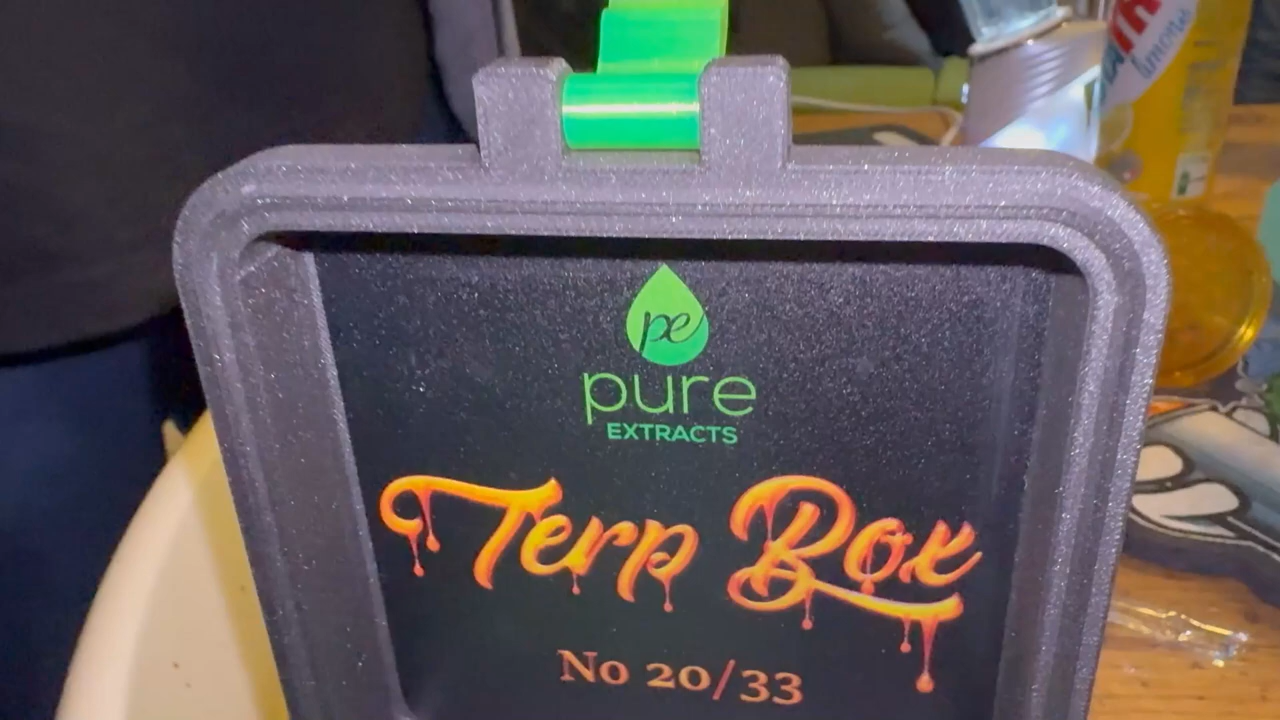 pe
pure
EXTRACTS
Terp Box
No 20/33